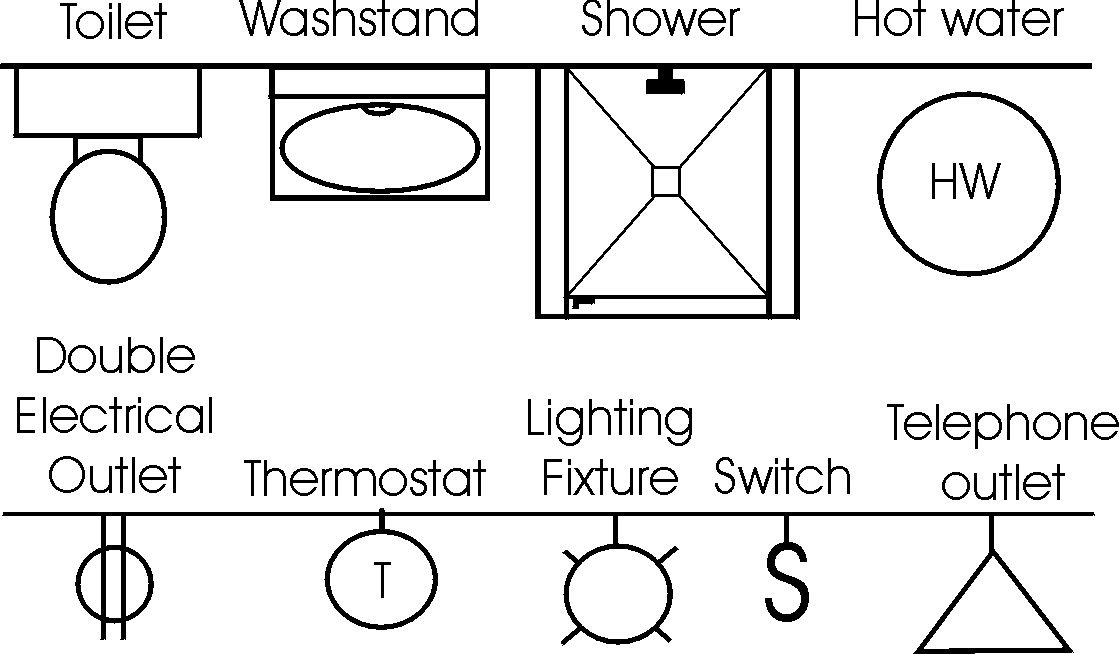 Toilet
Washstand
Shower
Hot water
HW
Double
Electrical
Outlet
Thermostat
Lighting
Fixture
Switch
Telephone
outlet
T
S